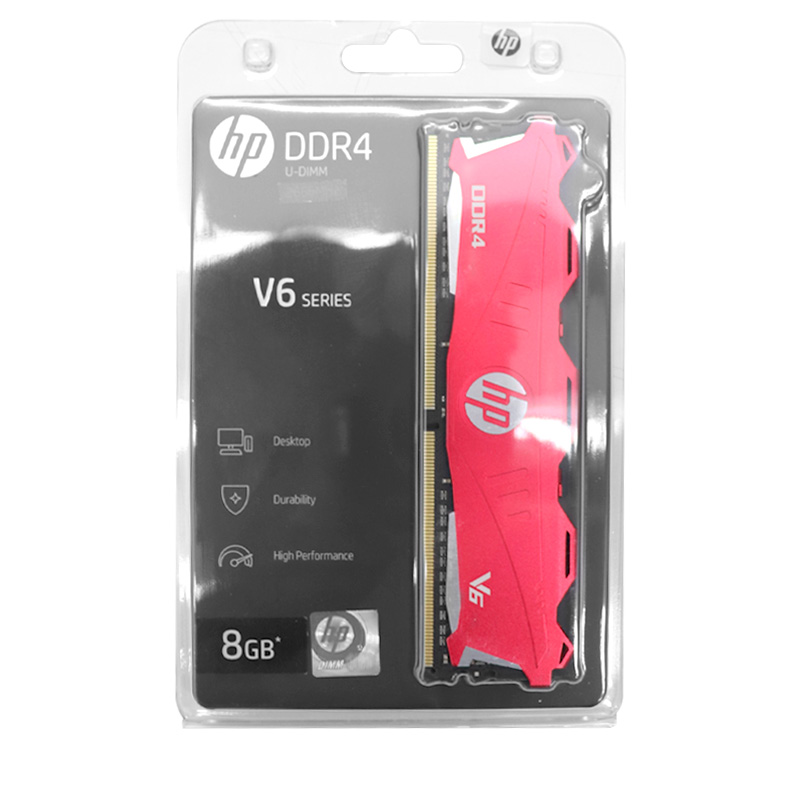 hp
hp DDR4
U-DIMM
V6 SERIES
Desktop
Durability
High Performance
8GB*
hp
DIMM
DDR4
hp
V6